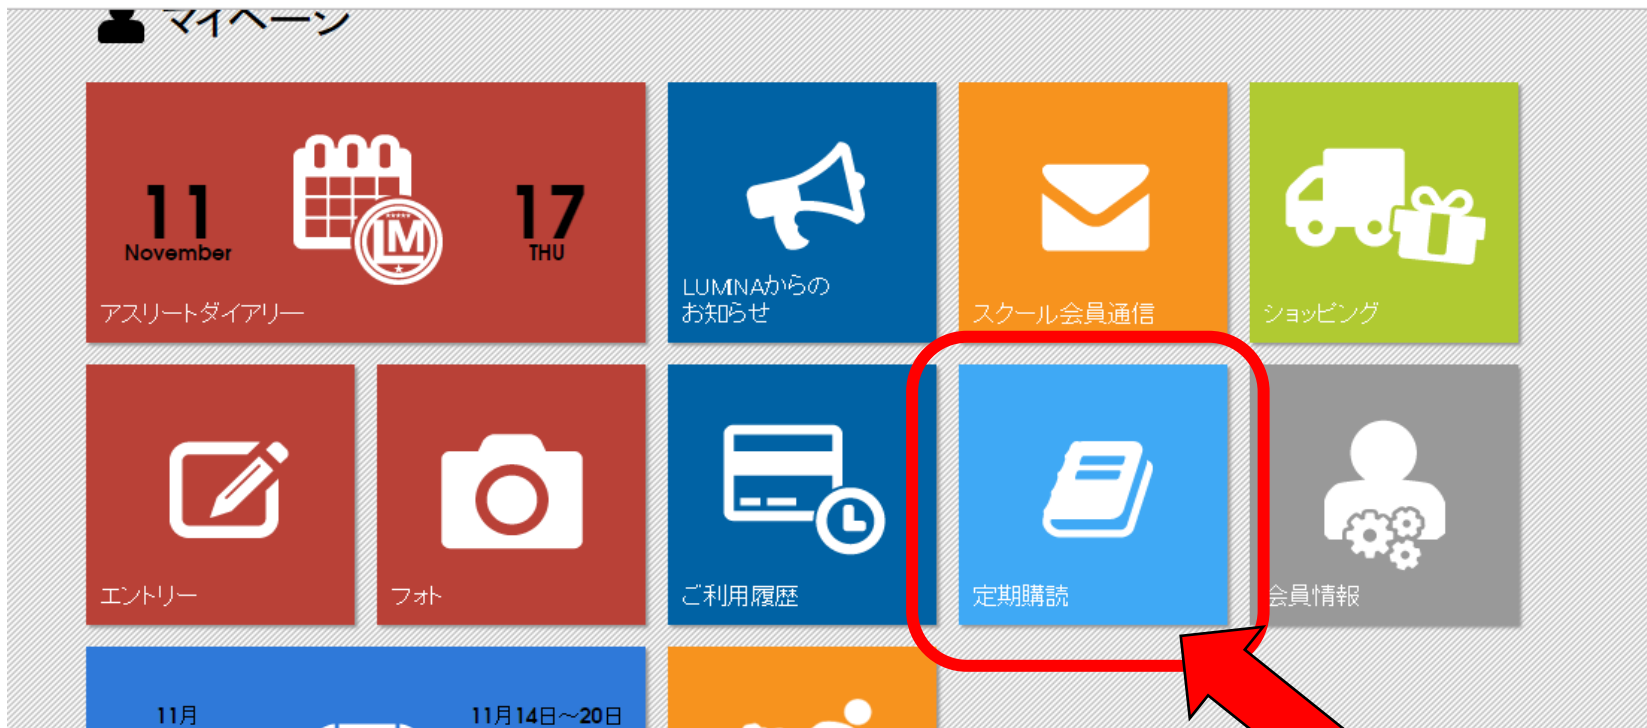 マイページ
11
November
LM
17
THU
アスリートダイアリー
LUMINAからの
お知らせ
スクール会員通信
ショッピング
エントリー
フォト
ご利用履歴
定期購読
会員情報
11月
11月14日～20日